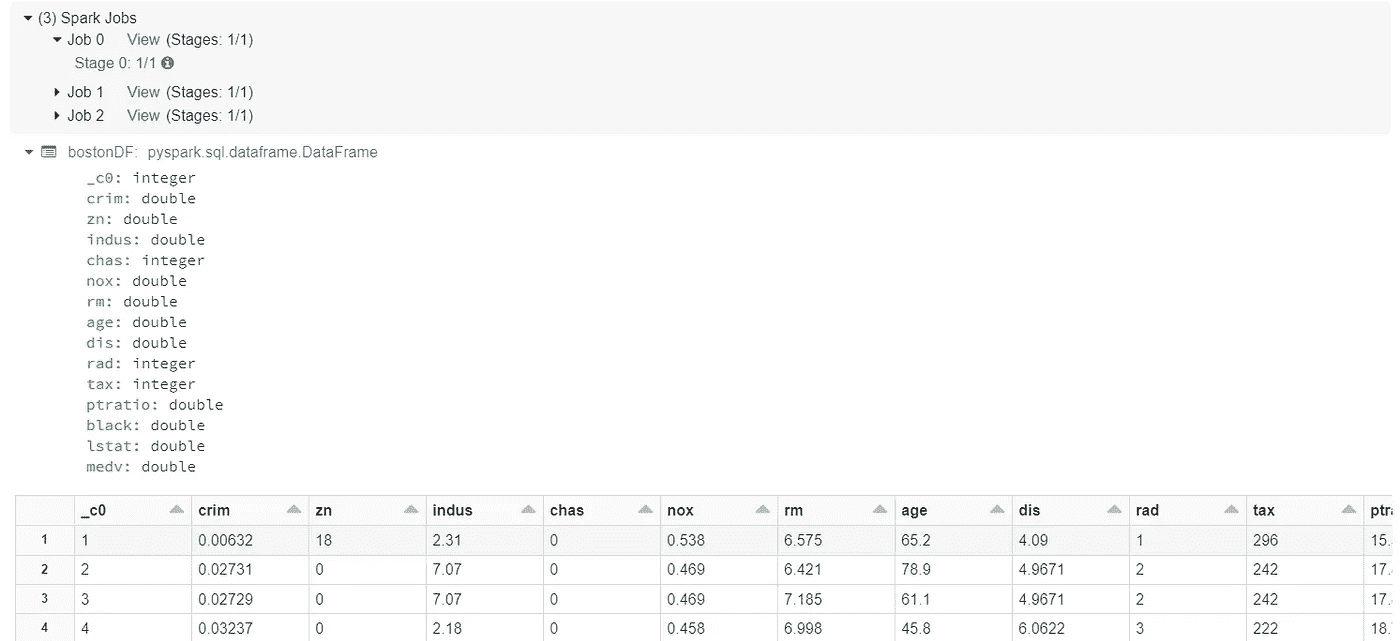 (3) Spark Jobs
Job 0 View (Stages: 1/1)
Stage 0: 1/1
Job 1 View (Stages: 1/1)
Job 2 View (Stages: 1/1)
bostonDF: pyspark.sql.dataframe.DataFrame
_c0: integer
crim: double
zn: double
indus: double
chas: integer
nox: double
rm: double
age: double
dis: double
rad: integer
tax: integer
ptratio: double
black: double
lstat: double
medv: double
_c0 crim zn indus chas nox rm age dis rad tax
1 1 0.00632 18 2.31 0 0.538 6.575 65.2 4.09 1 296 15.
2 2 0.02731 0 7.07 0 0.469 6.421 78.9 4.9671 2 242 17.
3 3 0.02729 0 7.07 0 0.469 7.185 61.1 4.9671 2 242 17.
4 4 0.03237 0 2.18 0 0.458 6.998 45.8 6.0622 3 222 18.